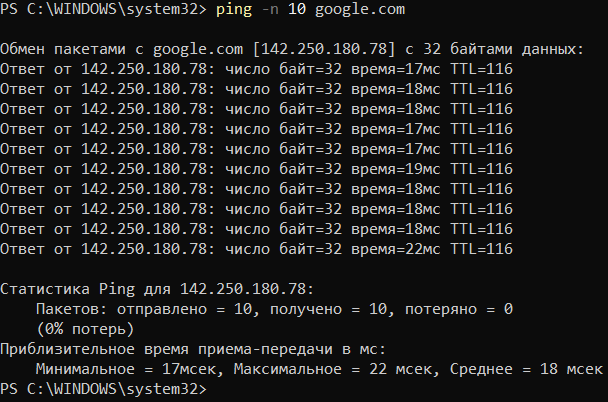 PS C:\WINDOWS\system32> ping -n 10 google.com
Обмен пакетами с google.com [142.250.180.78] с 32 байтами данных:
Ответ от 142.250.180.78: число байт=32 время=17мс TTL=116
Ответ от 142.250.180.78: число байт=32 время=18мс TTL=116
Ответ от 142.250.180.78: число байт=32 время=18мс TTL=116
Ответ от 142.250.180.78: число байт=32 время=17мс TTL=116
Ответ от 142.250.180.78: число байт=32 время=17мс TTL=116
Ответ от 142.250.180.78: число байт=32 время=19мс TTL=116
Ответ от 142.250.180.78: число байт=32 время=18мс TTL=116
Ответ от 142.250.180.78: число байт=32 время=18мс TTL=116
Ответ от 142.250.180.78: число байт=32 время=18мс TTL=116
Ответ от 142.250.180.78: число байт=32 время=22мс TTL=116
Статистика Ping для 142.250.180.78:
Пакетов: отправлено = 10, получено = 10, потеряно = 0
(0% потерь)
Приблизительное время приема-передачи в мс:
Минимальное = 17мсек, Максимальное = 22 мсек, Среднее = 18 мсек
PS C:\WINDOWS\system32>